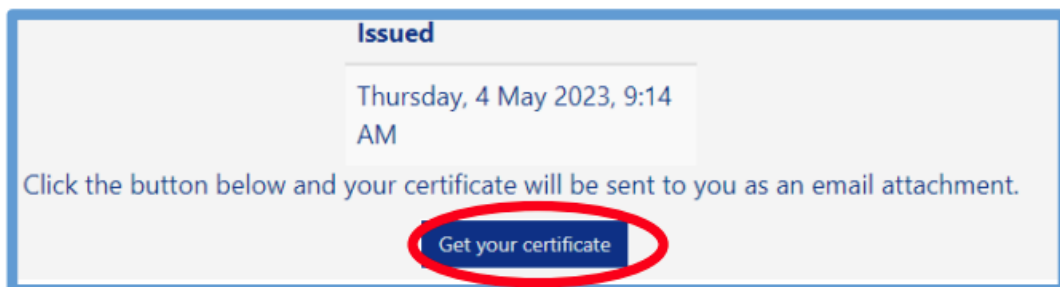 Issued
Thursday, 4 May 2023, 9:14
AM
Click the button below and your certificate will be sent to you as an email attachment.
Get your certificate